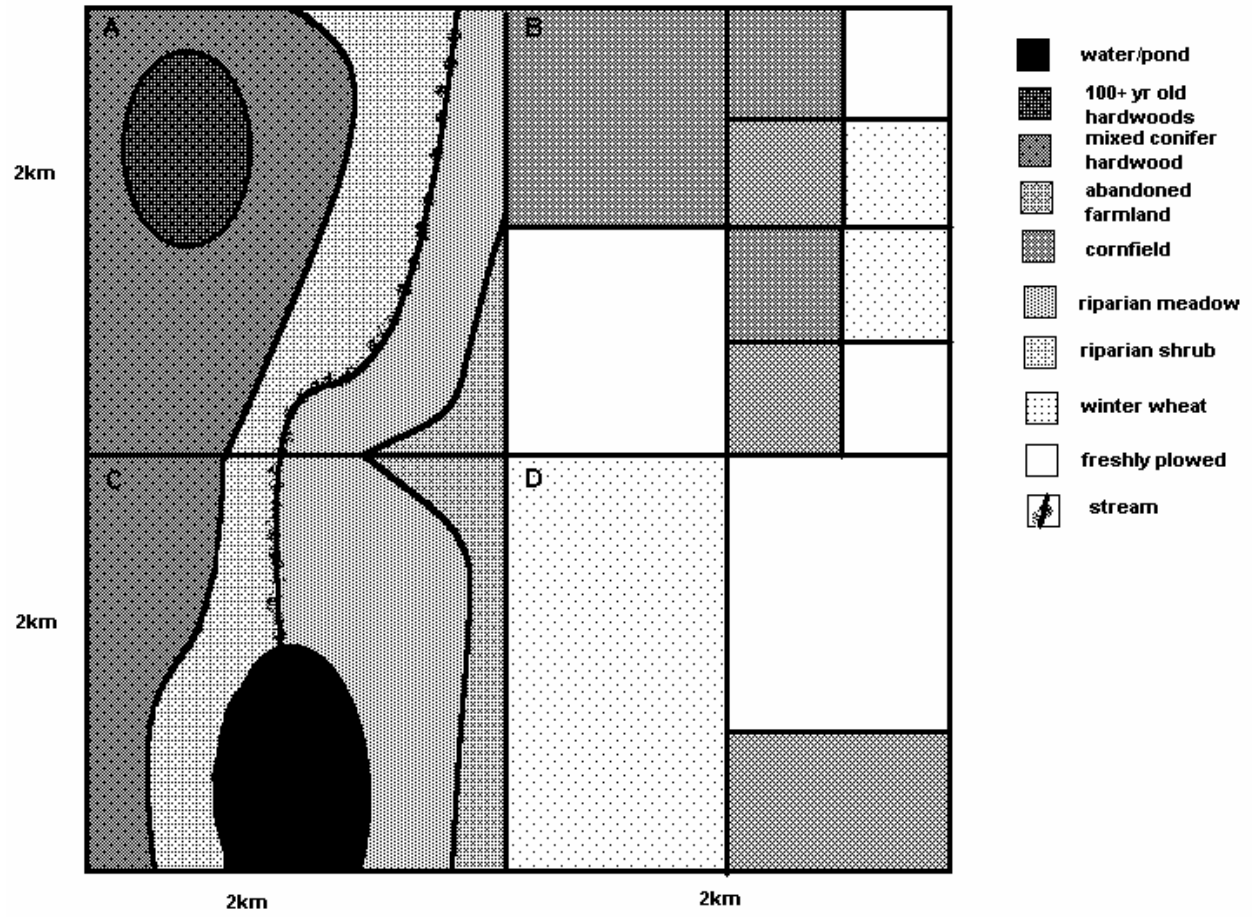 A
B
2km
C
D
2km
2km
2km
water/pond
100+ yr old
hardwoods
mixed conifer
hardwood
abandoned
farmland
cornfield
riparian meadow
riparian shrub
winter wheat
freshly plowed
stream